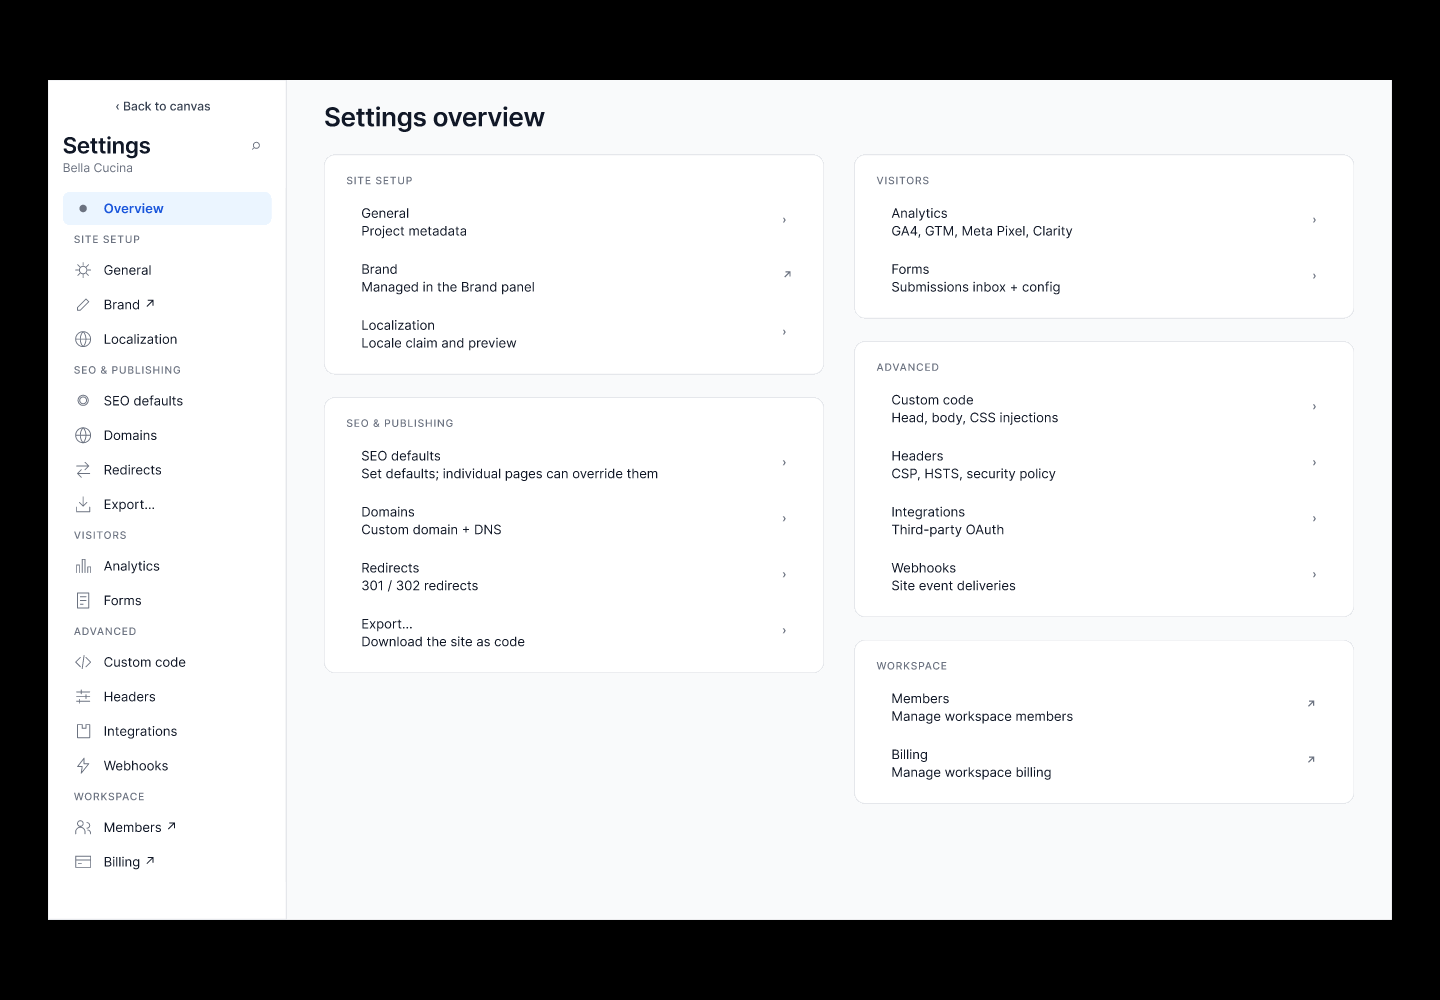 ‹ Back to canvas
Settings
Bella Cucina
Overview
SITE SETUP
General
Brand ↗
Localization
SEO & PUBLISHING
SEO defaults
Domains
Redirects
Export...
VISITORS
Analytics
Forms
ADVANCED
Custom code
Headers
Integrations
Webhooks
WORKSPACE
Members ↗
Billing ↗
Settings overview
SITE SETUP
General
Project metadata
Brand
Managed in the Brand panel
Localization
Locale claim and preview
SEO & PUBLISHING
SEO defaults
Set defaults; individual pages can override them
Domains
Custom domain + DNS
Redirects
301 / 302 redirects
Export...
Download the site as code
VISITORS
Analytics
GA4, GTM, Meta Pixel, Clarity
Forms
Submissions inbox + config
ADVANCED
Custom code
Head, body, CSS injections
Headers
CSP, HSTS, security policy
Integrations
Third-party OAuth
Webhooks
Site event deliveries
WORKSPACE
Members
Manage workspace members
Billing
Manage workspace billing